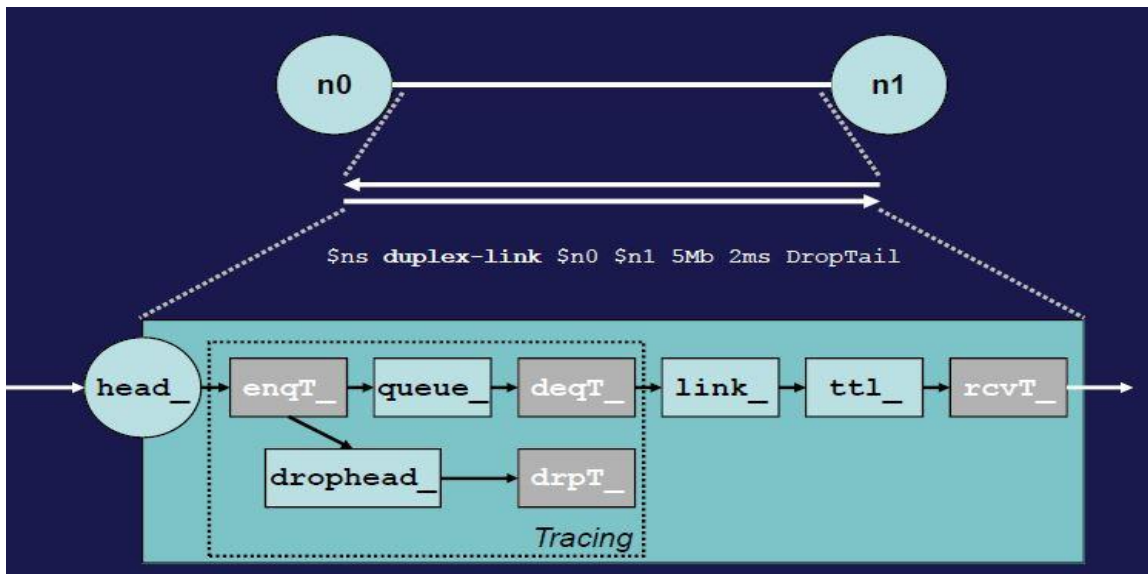 n0 n1
$ns duplex-link $n0 $n1 5Mb 2ms DropTail
head_ enqT_ queue_ deqT_ link_ ttl_ rcvT_
drophead_ drpT_
Tracing